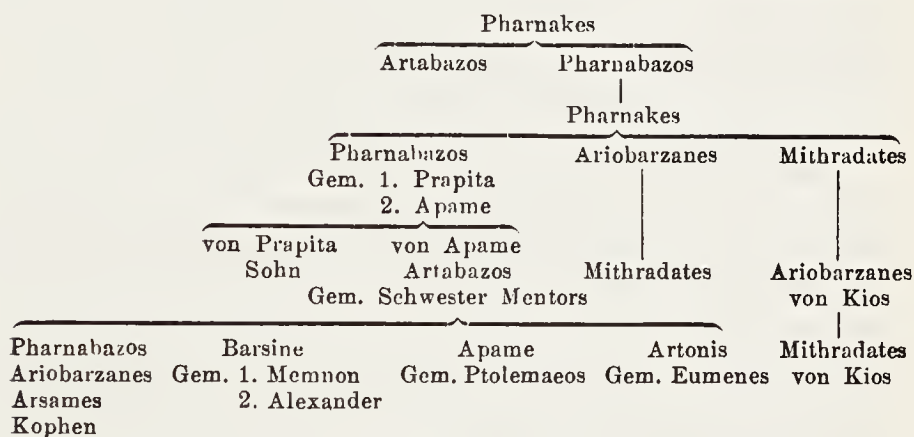 Pharnakes
Artabazos Pharnabazos
Pharnakes
Pharnabazos Ariobarzanes Mithradates
Gem. 1. Prapita
2. Apame
von Prapita von Apame
Sohn Artabazos Mithradates Ariobarzanes
Gem. Schwester Mentors von Kios
Pharnabazos Barsine Apame Artonis Mithradates
Ariobarzanes Gem. 1. Memnon Gem. Ptolemaeos Gem. Eumenes von Kios
Arsames 2. Alexander
Kophen